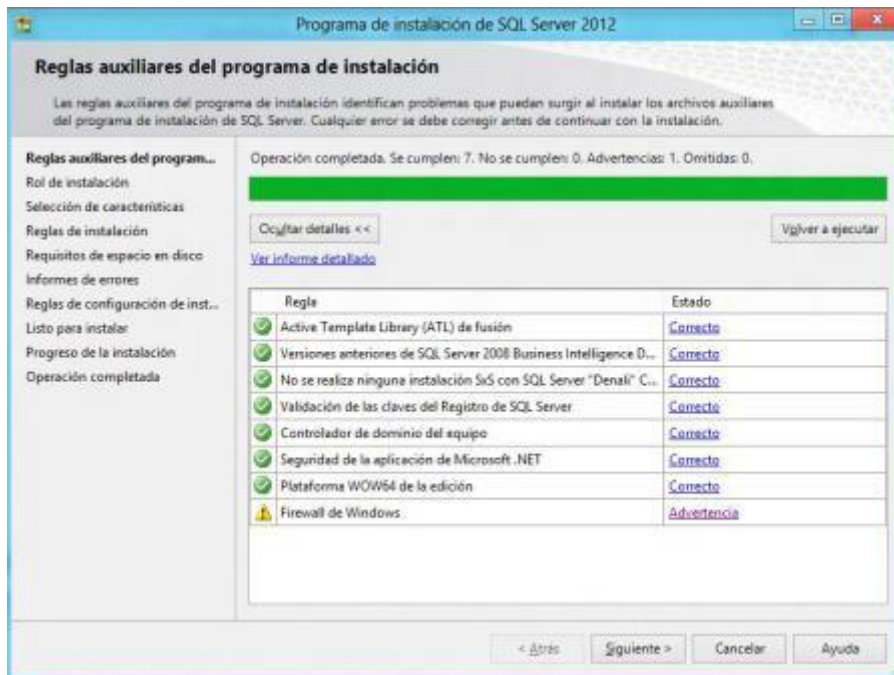 Programa de instalación de SQL Server 2012
Reglas auxiliares del programa de instalación
Las reglas auxiliares del programa de instalación identifican problemas que puedan surgir al instalar los archivos auxiliares
del programa de instalación de SQL Server. Cualquier error se debe corregir antes de continuar con la instalación.
Reglas auxiliares del program...
Rol de instalación
Selección de características
Reglas de instalación
Requisitos de espacio en disco
Informes de errores
Reglas de configuración de inst...
Listo para instalar
Progreso de la instalación
Operación completada
Operación completada. Se cumplen: 7. No se cumplen: 0. Advertencias: 1. Omitidas: 0.
Ocultar detalles <<
Volver a ejecutar
Ver informe detallado
Regla Estado
Active Template Library (ATL) de fusión Correcto
Versiones anteriores de SQL Server 2008 Business Intelligence D... Correcto
No se realiza ninguna instalación SxS con SQL Server "Denali" C... Correcto
Validación de las claves del Registro de SQL Server Correcto
Controlador de dominio del equipo Correcto
Seguridad de la aplicación de Microsoft .NET Correcto
Plataforma WOW64 de la edición Correcto
Firewall de Windows Advertencia
< Atrás
Siguiente >
Cancelar
Ayuda